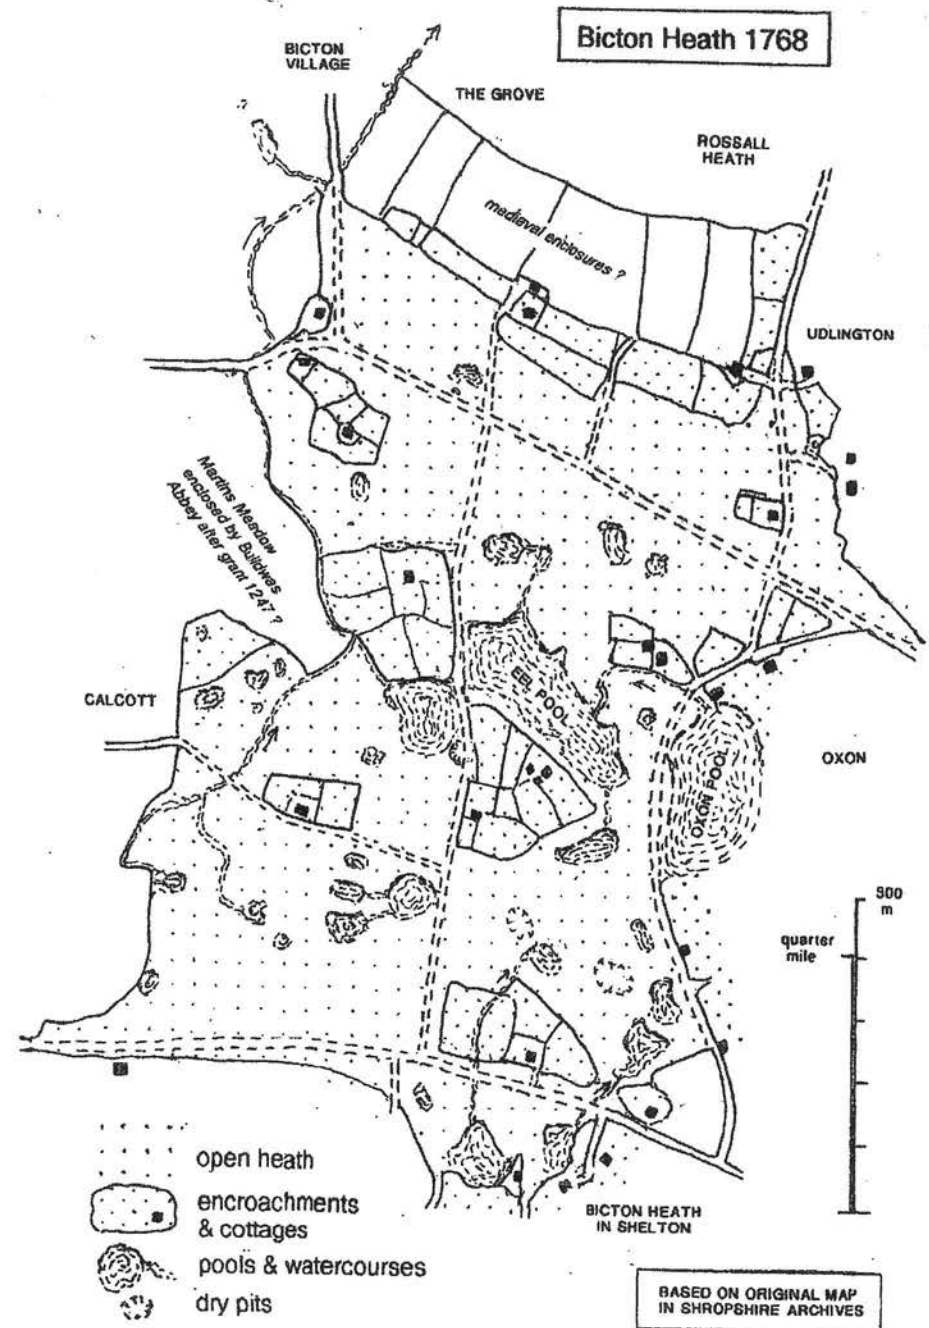 Bicton Heath 1768
BICTON
VILLAGE
THE GROVE
?
ROSSALL
HEATH
medieval enclosures ?
UDLINGTON
Martins Meadow
enclosed by Buildwas
Abbey after grant 1247 ?
EEL POOL
CALCOTT
OXON POOL
OXON
500
m
quarter
mile
open heath
encroachments
& cottages
pools & watercourses
dry pits
BICTON HEATH
IN SHELTON
BASED ON ORIGINAL MAP
IN SHROPSHIRE ARCHIVES